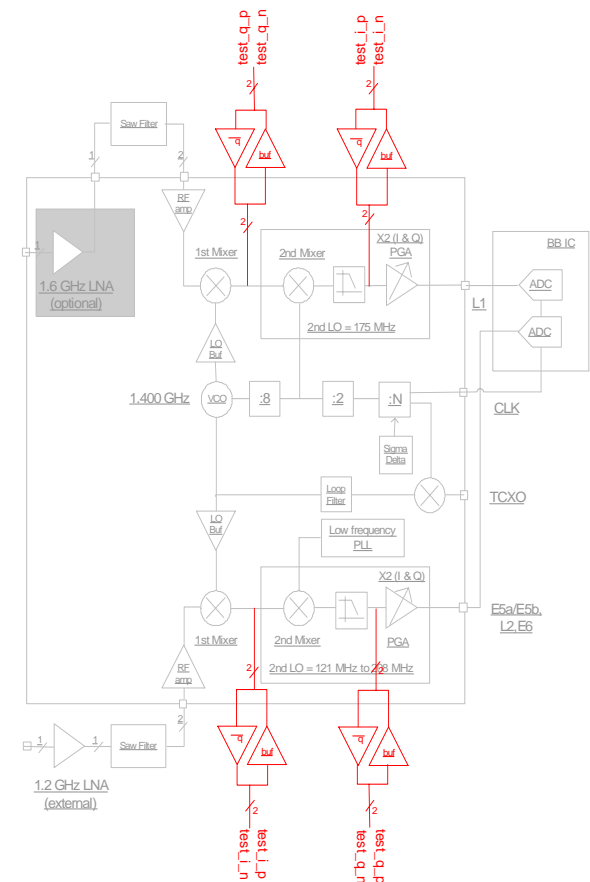 test_q_p
test_q_n
test_i_p
test_i_n
2
2
Saw Filter
1
2
q
buf
q
buf
RF
amp
2
2
1
1st Mixer
2nd Mixer
X2 (I & Q)
PGA
BB IC
1.6 GHz LNA
(optional)
ADC
L1
2nd LO = 175 MHz
ADC
LO
Buf
1.400 GHz
VCO
:8
:2
:N
CLK
Sigma
Delta
Loop
Filter
TCXO
LO
Buf
Low frequency
PLL
X2 (I & Q)
E5a/E5b,
L2,E6
1st Mixer
2nd Mixer
PGA
RF
amp
2
2
2nd LO = 121 MHz to 268 MHz
2
1
1
Saw Filter
q
buf
q
buf
1.2 GHz LNA
(external)
2
2
test_i_p
test_i_n
test_q_p
test_q_n